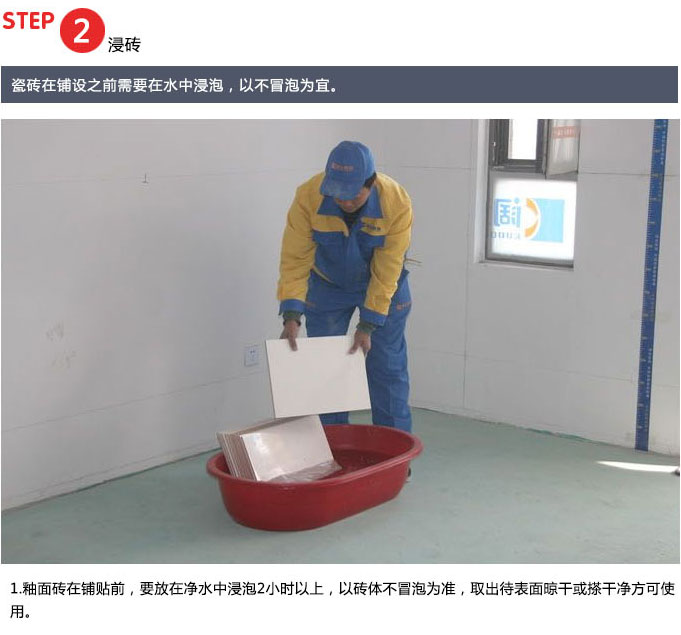 STEP 2 浸砖
瓷砖在铺设之前需要在水中浸泡，以不冒泡为宜。
1.釉面砖在铺贴前，要放在净水中浸泡2小时以上，以砖体不冒泡为准，取出待表面晾干或搽干净方可使
用。